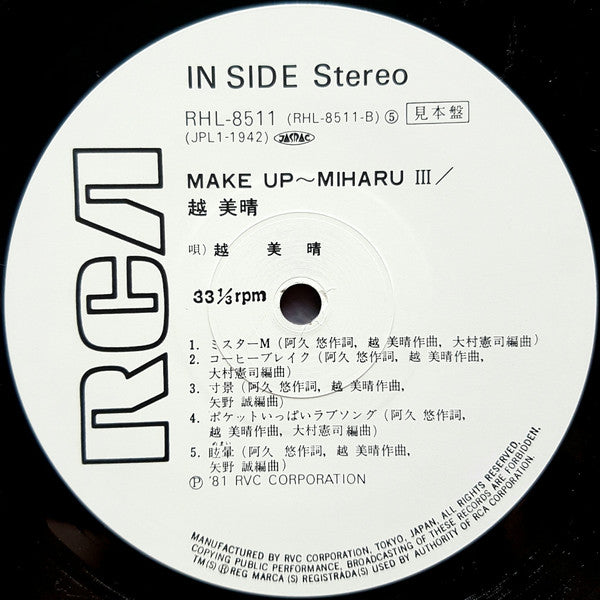 RCA
IN SIDE Stereo
RHL-8511 (RHL-8511-B) ⑤ 見本盤
(JPL1-1942) JASRAC
MAKE UP〜MIHARU III／
越 美晴
唄) 越 美 晴
33 1/3 rpm
1. ミスターM (阿久 悠作詞, 越 美晴作曲, 大村憲司編曲)
2. コーヒーブレイク (阿久 悠作詞, 越 美晴作曲,
大村憲司編曲)
3. 寸景 (阿久 悠作詞, 越 美晴作曲,
矢野 誠編曲)
4. ポケットいっぱいラブソング (阿久 悠作詞,
越 美晴作曲, 大村憲司編曲)
めまい
5. 眩暈 (阿久 悠作詞, 越 美晴作曲,
矢野 誠編曲)
Ⓟ '81 RVC CORPORATION
MANUFACTURED BY RVC CORPORATION, TOKYO, JAPAN, ALL RIGHTS RESERVED.
COPYING PUBLIC PERFORMANCE, BROADCASTING OF THESE RECORDS ARE FORBIDDEN.
TM(S) ® REG MARCA (S) REGISTRADA(S) USED BY AUTHORITY OF RCA CORPORATION.